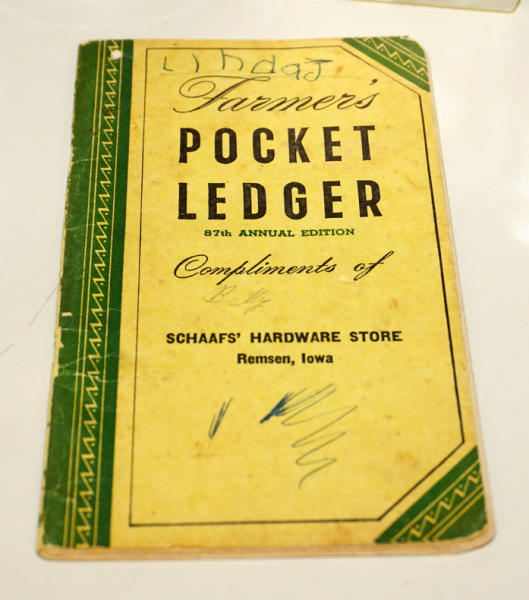 LindaJ
Farmer's
POCKET
LEDGER
87th ANNUAL EDITION
Compliments of
SCHAAFS' HARDWARE STORE
Remsen, Iowa